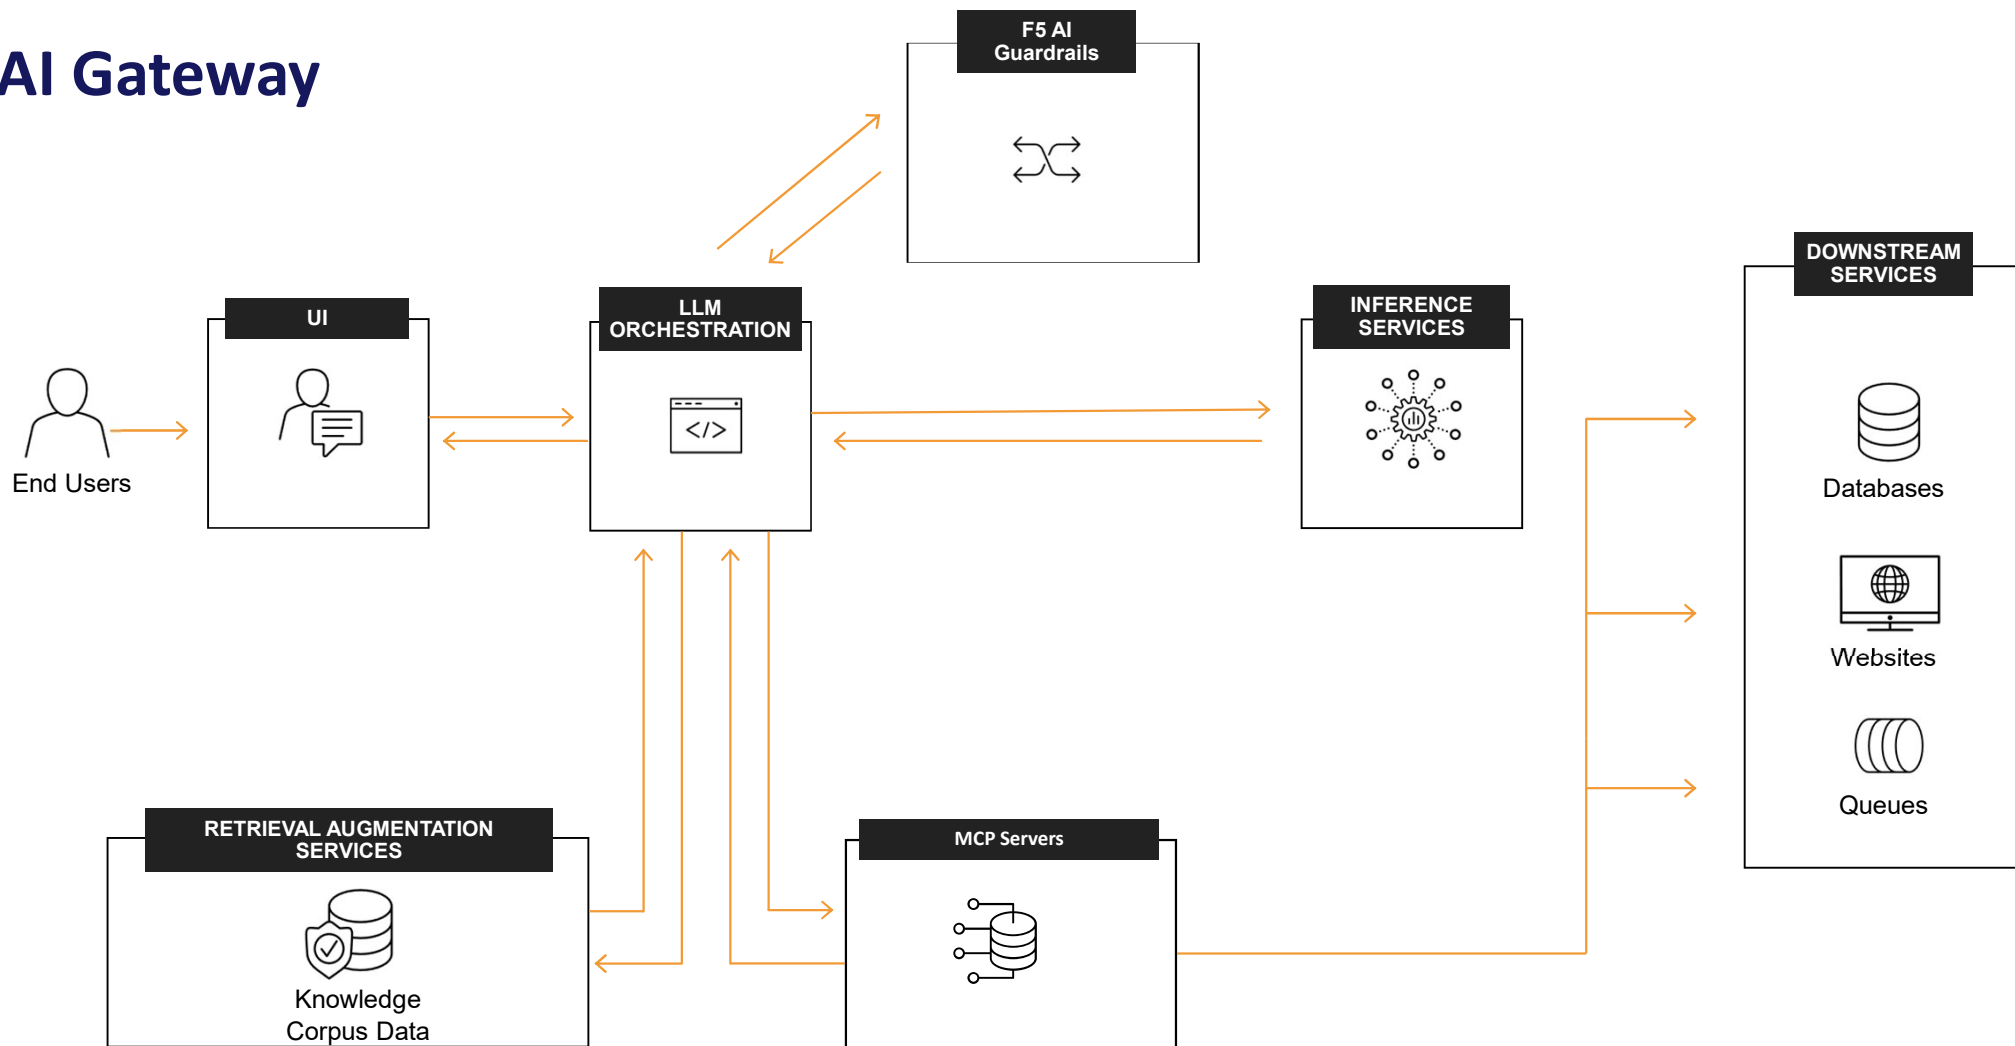 AI Gateway
F5 AI
Guardrails
DOWNSTREAM
SERVICES
UI
LLM
ORCHESTRATION
INFERENCE
SERVICES
</>
End Users
Databases
Websites
Queues
RETRIEVAL AUGMENTATION
SERVICES
MCP Servers
Knowledge
Corpus Data